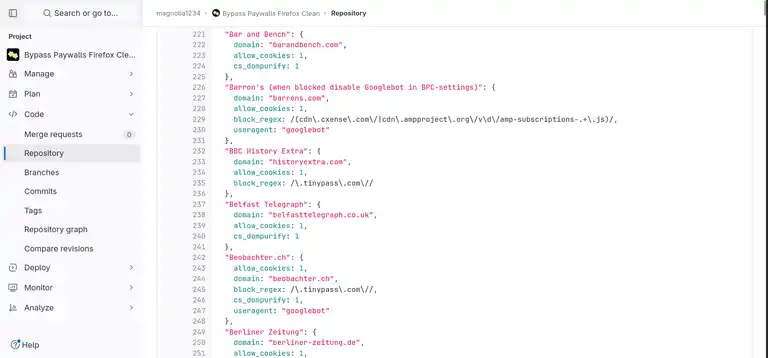 Search or go to...
Project
Bypass Paywalls Firefox Cle...
Manage
Plan
Code
Merge requests 0
Repository
Branches
Commits
Tags
Repository graph
Compare revisions
Deploy
Monitor
Analyze
Help
magnolia1234 › Bypass Paywalls Firefox Clean › Repository
221 "Bar and Bench": {
222 domain: "barandbench.com",
223 allow_cookies: 1,
224 cs_dompurify: 1
225 },
226 "Barron's (when blocked disable Googlebot in BPC-settings)": {
227 domain: "barrons.com",
228 allow_cookies: 1,
229 block_regex: /(cdn\.cxense\.com\/|cdn\.ampproject\.org\/v\d\/amp-subscriptions-.+\.js)/,
230 useragent: "googlebot"
231 },
232 "BBC History Extra": {
233 domain: "historyextra.com",
234 allow_cookies: 1,
235 block_regex: /\.tinypass\.com\//
236 },
237 "Belfast Telegraph": {
238 domain: "belfasttelegraph.co.uk",
239 allow_cookies: 1,
240 cs_dompurify: 1
241 },
242 "Beobachter.ch": {
243 allow_cookies: 1,
244 domain: "beobachter.ch",
245 block_regex: /\.tinypass\.com\//,
246 cs_dompurify: 1,
247 useragent: "googlebot"
248 },
249 "Berliner Zeitung": {
250 domain: "berliner-zeitung.de",
251 allow_cookies: 1,